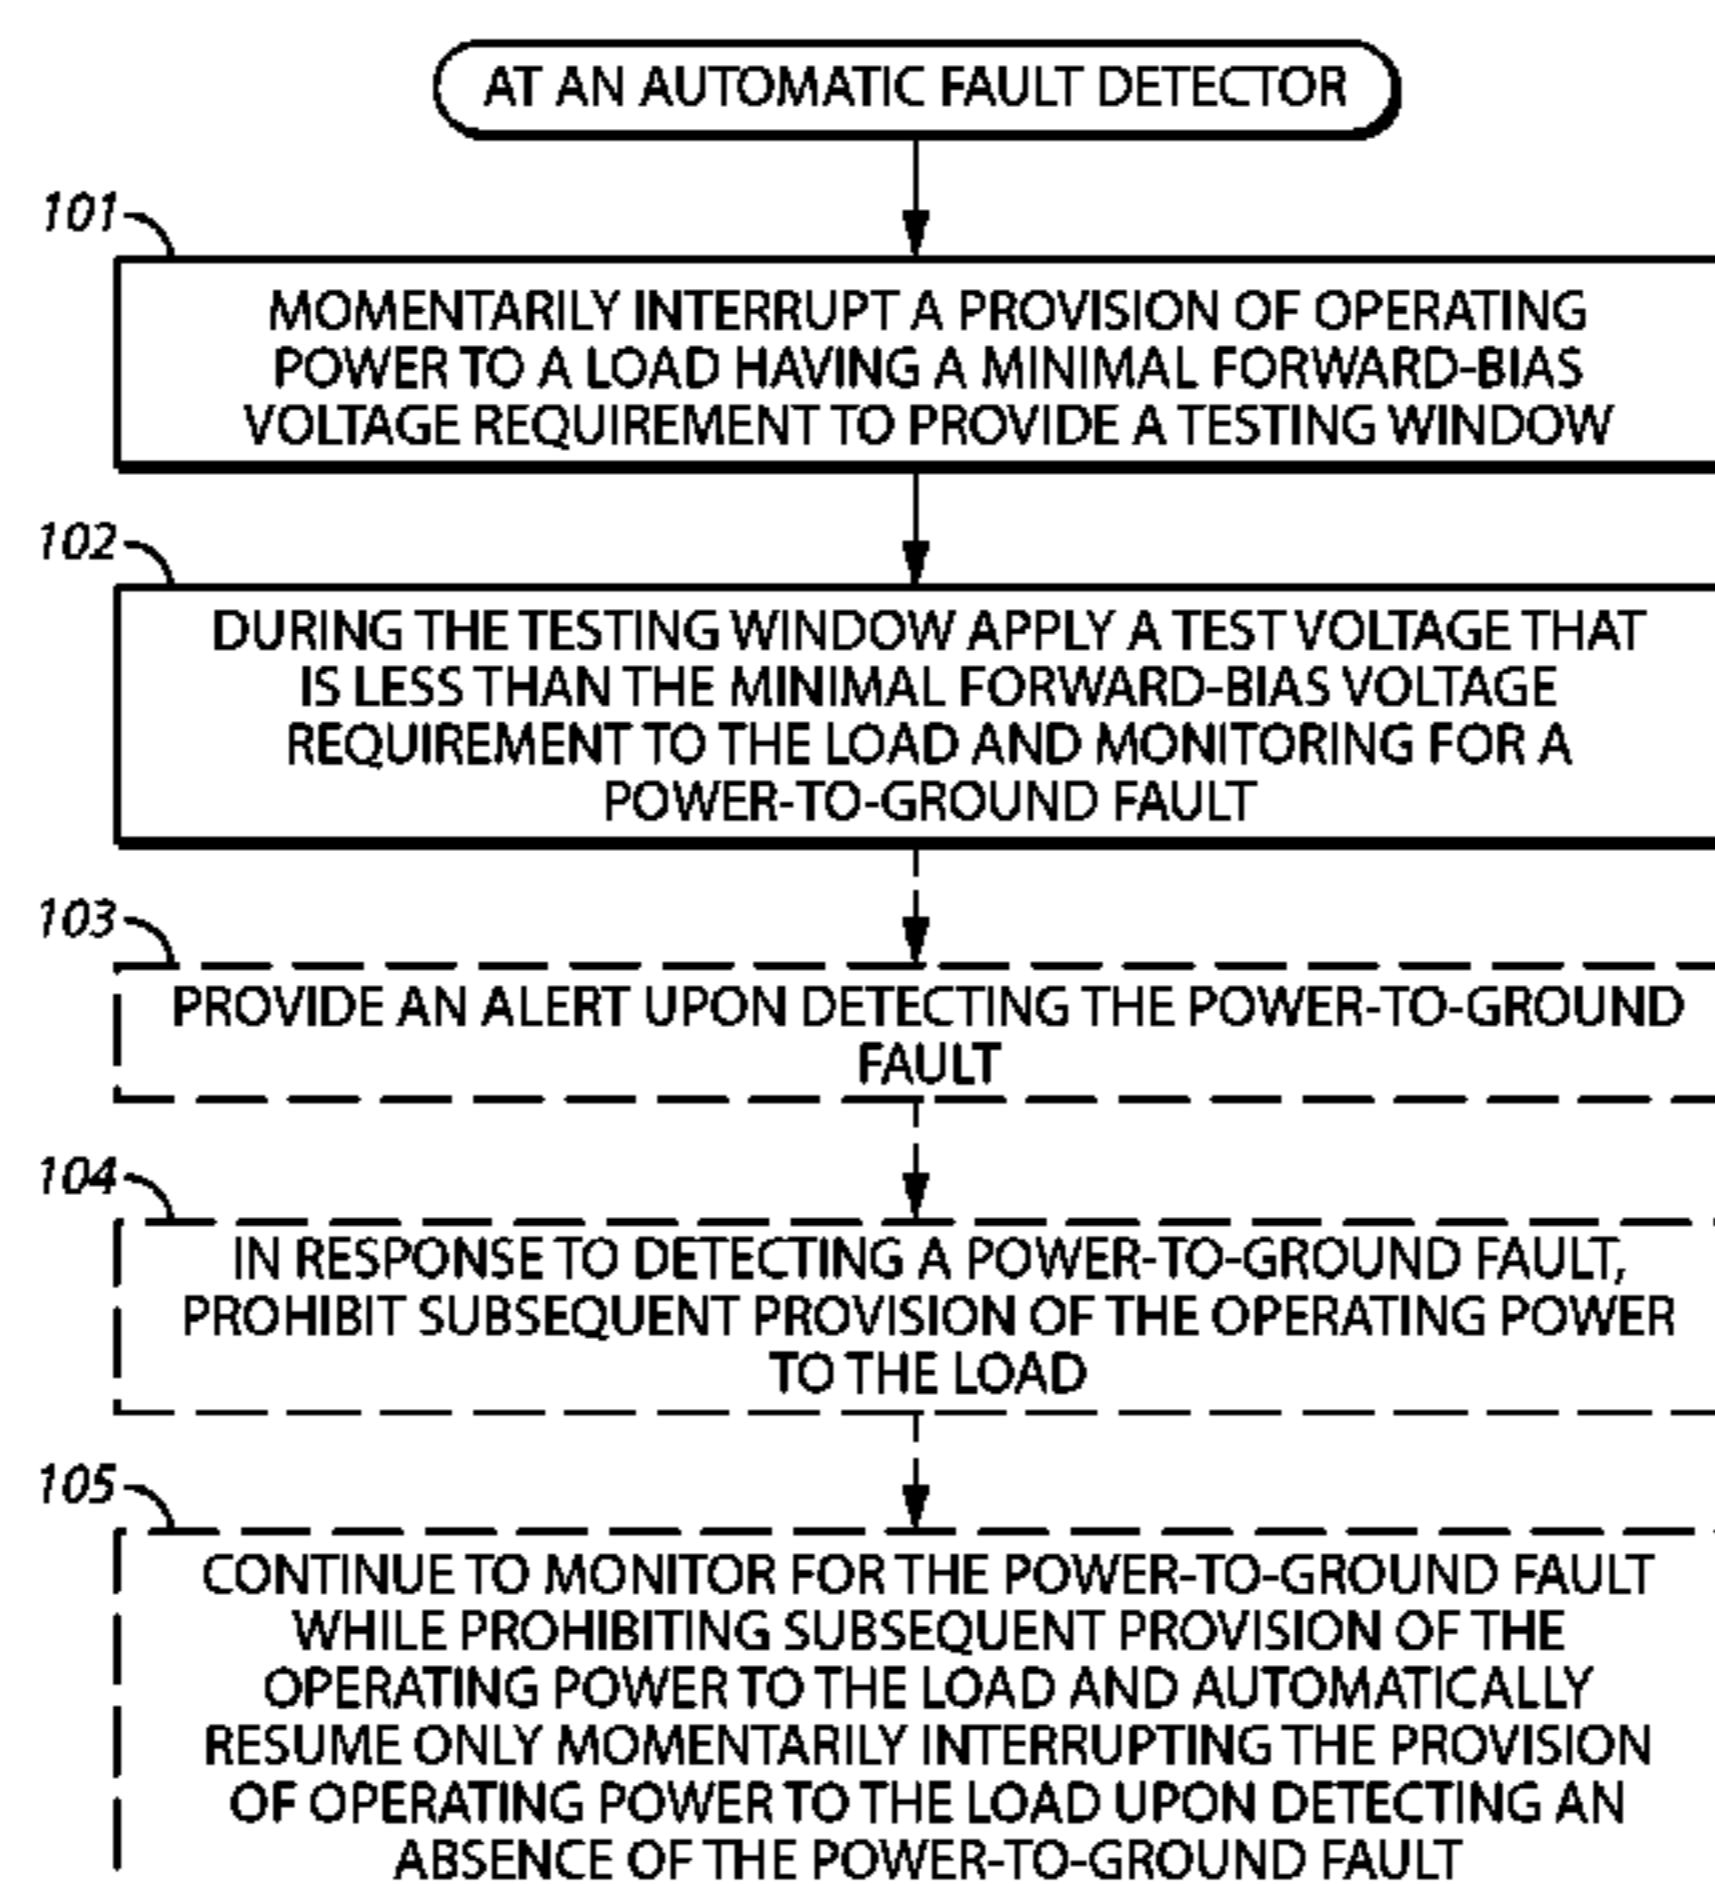 AT AN AUTOMATIC FAULT DETECTOR
101
MOMENTARILY INTERRUPT A PROVISION OF OPERATING
POWER TO A LOAD HAVING A MINIMAL FORWARD-BIAS
VOLTAGE REQUIREMENT TO PROVIDE A TESTING WINDOW
102
DURING THE TESTING WINDOW APPLY A TEST VOLTAGE THAT
IS LESS THAN THE MINIMAL FORWARD-BIAS VOLTAGE
REQUIREMENT TO THE LOAD AND MONITORING FOR A
POWER-TO-GROUND FAULT
103
PROVIDE AN ALERT UPON DETECTING THE POWER-TO-GROUND
FAULT
104
IN RESPONSE TO DETECTING A POWER-TO-GROUND FAULT,
PROHIBIT SUBSEQUENT PROVISION OF THE OPERATING POWER
TO THE LOAD
105
CONTINUE TO MONITOR FOR THE POWER-TO-GROUND FAULT
WHILE PROHIBITING SUBSEQUENT PROVISION OF THE
OPERATING POWER TO THE LOAD AND AUTOMATICALLY
RESUME ONLY MOMENTARILY INTERRUPTING THE PROVISION
OF OPERATING POWER TO THE LOAD UPON DETECTING AN
ABSENCE OF THE POWER-TO-GROUND FAULT